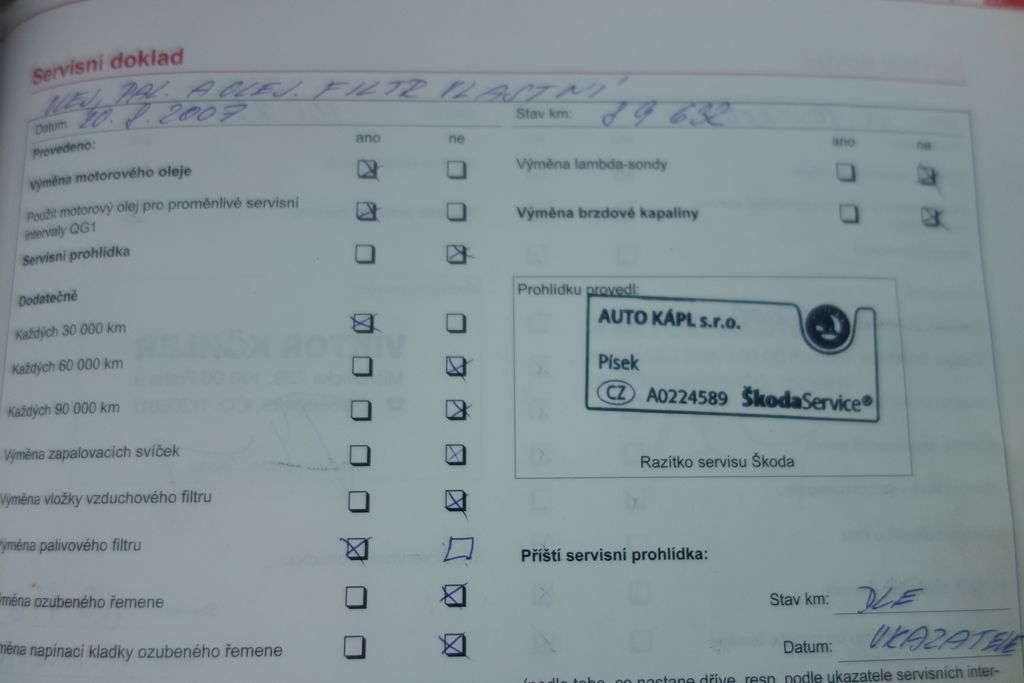 Servisní doklad
OLEJ, PAL. A OLEJ. FILTR VLASTNÍ
Datum: 20. 8. 2007
Stav km: 89 632
Provedeno:
ano ne
ano ne
Výměna motorového oleje
Výměna lambda-sondy
Použit motorový olej pro proměnlivé servisní
intervaly QG1
Výměna brzdové kapaliny
Servisní prohlídka
Dodatečně
Každých 30 000 km
Každých 60 000 km
Každých 90 000 km
Výměna zapalovacích svíček
Výměna vložky vzduchového filtru
Výměna palivového filtru
měna ozubeného řemene
měna napínací kladky ozubeného řemene
Prohlídku provedl:
AUTO KÁPL s.r.o.
Písek
CZ A0224589 ŠkodaService®
Razítko servisu Škoda
Příští servisní prohlídka:
Stav km: DLE
Datum: UKAZATELE
(podle toho, co nastane dříve, resp. podle ukazatele servisních inter-